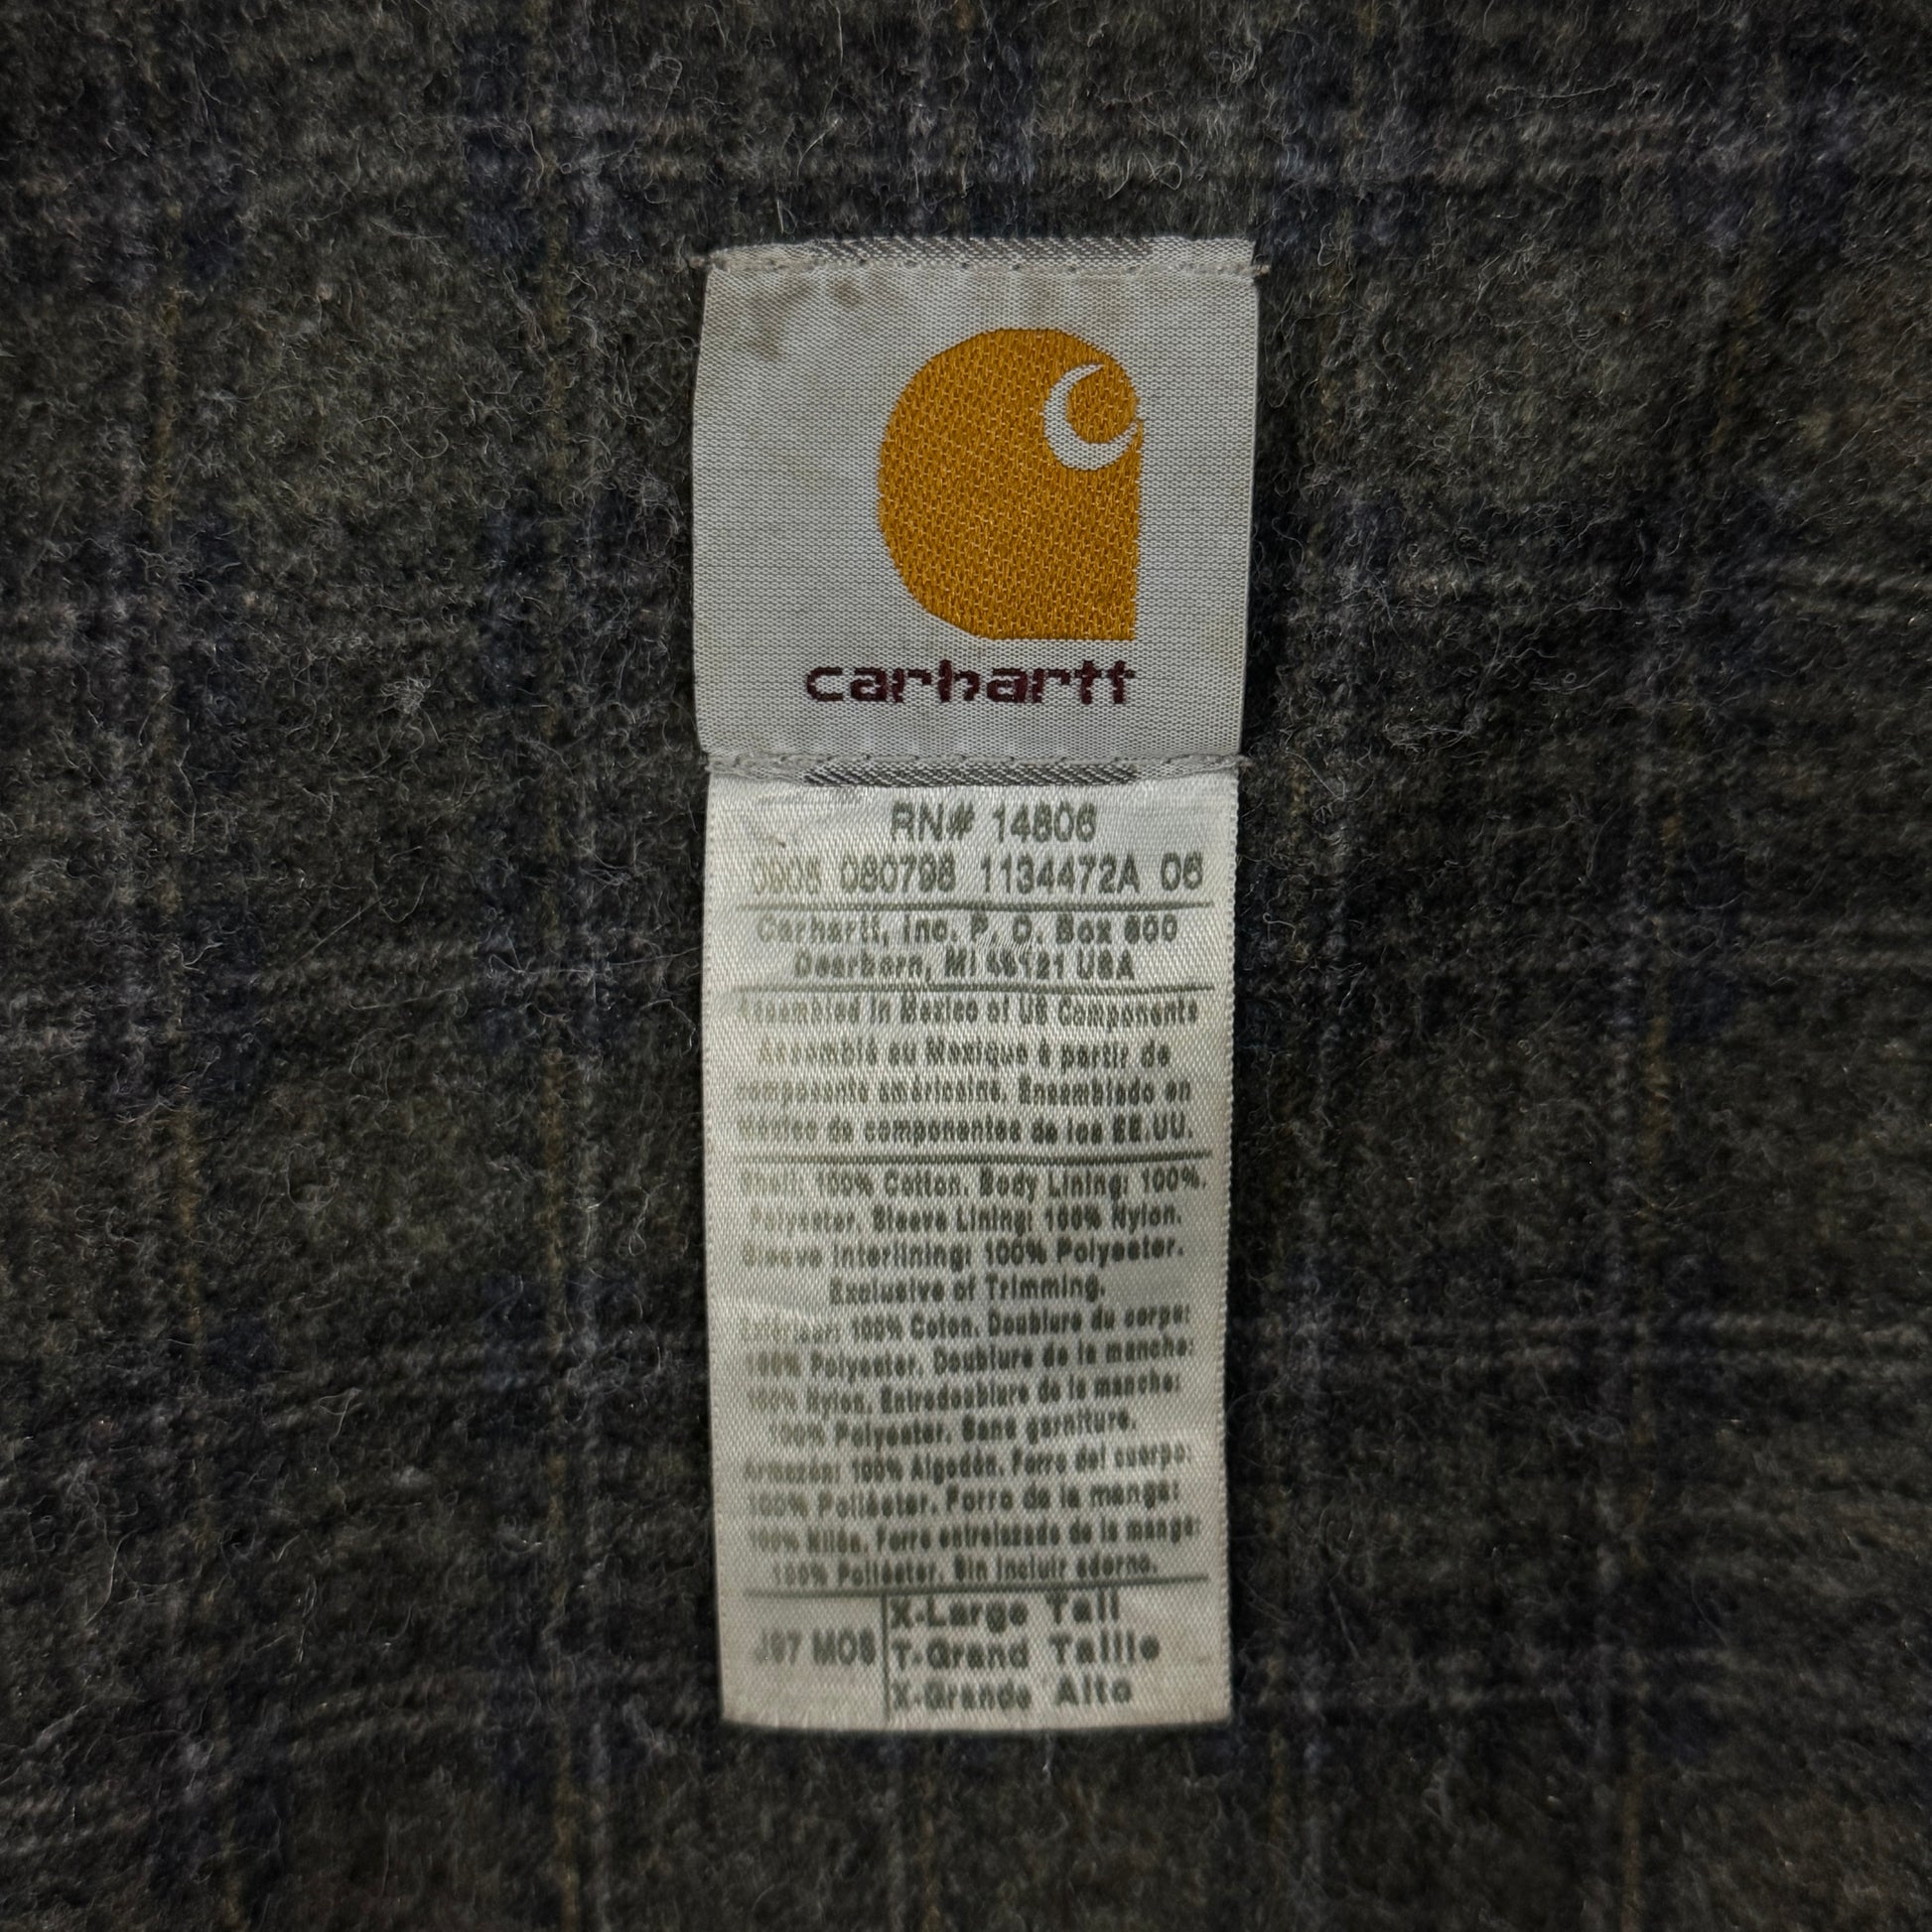 carhartt
RN# 14806
0905 080798 1134472A 06
Carhartt, Inc. P. O. Box 600
Dearborn, MI 48121 USA
Assembled in Mexico of US Components
Assemblé au Mexique à partir de
composants américains. Ensamblado en
México de componentes de los EE.UU.
Shell: 100% Cotton. Body Lining: 100%.
Polyester. Sleeve Lining: 100% Nylon.
Sleeve Interlining: 100% Polyester.
Exclusive of Trimming.
Extérieur: 100% Coton. Doublure du corps:
100% Polyester. Doublure de la manche:
100% Nylon. Entredoublure de la manche:
100% Polyester. Sans garniture.
Armazón: 100% Algodón. Forro del cuerpo:
100% Poliéster. Forro de la manga:
100% Nilón. Forro entrelazado de la manga:
100% Poliéster. Sin incluir adorno.
J97 MOS
X-Large Tall
T-Grand Taille
X-Grande Alto